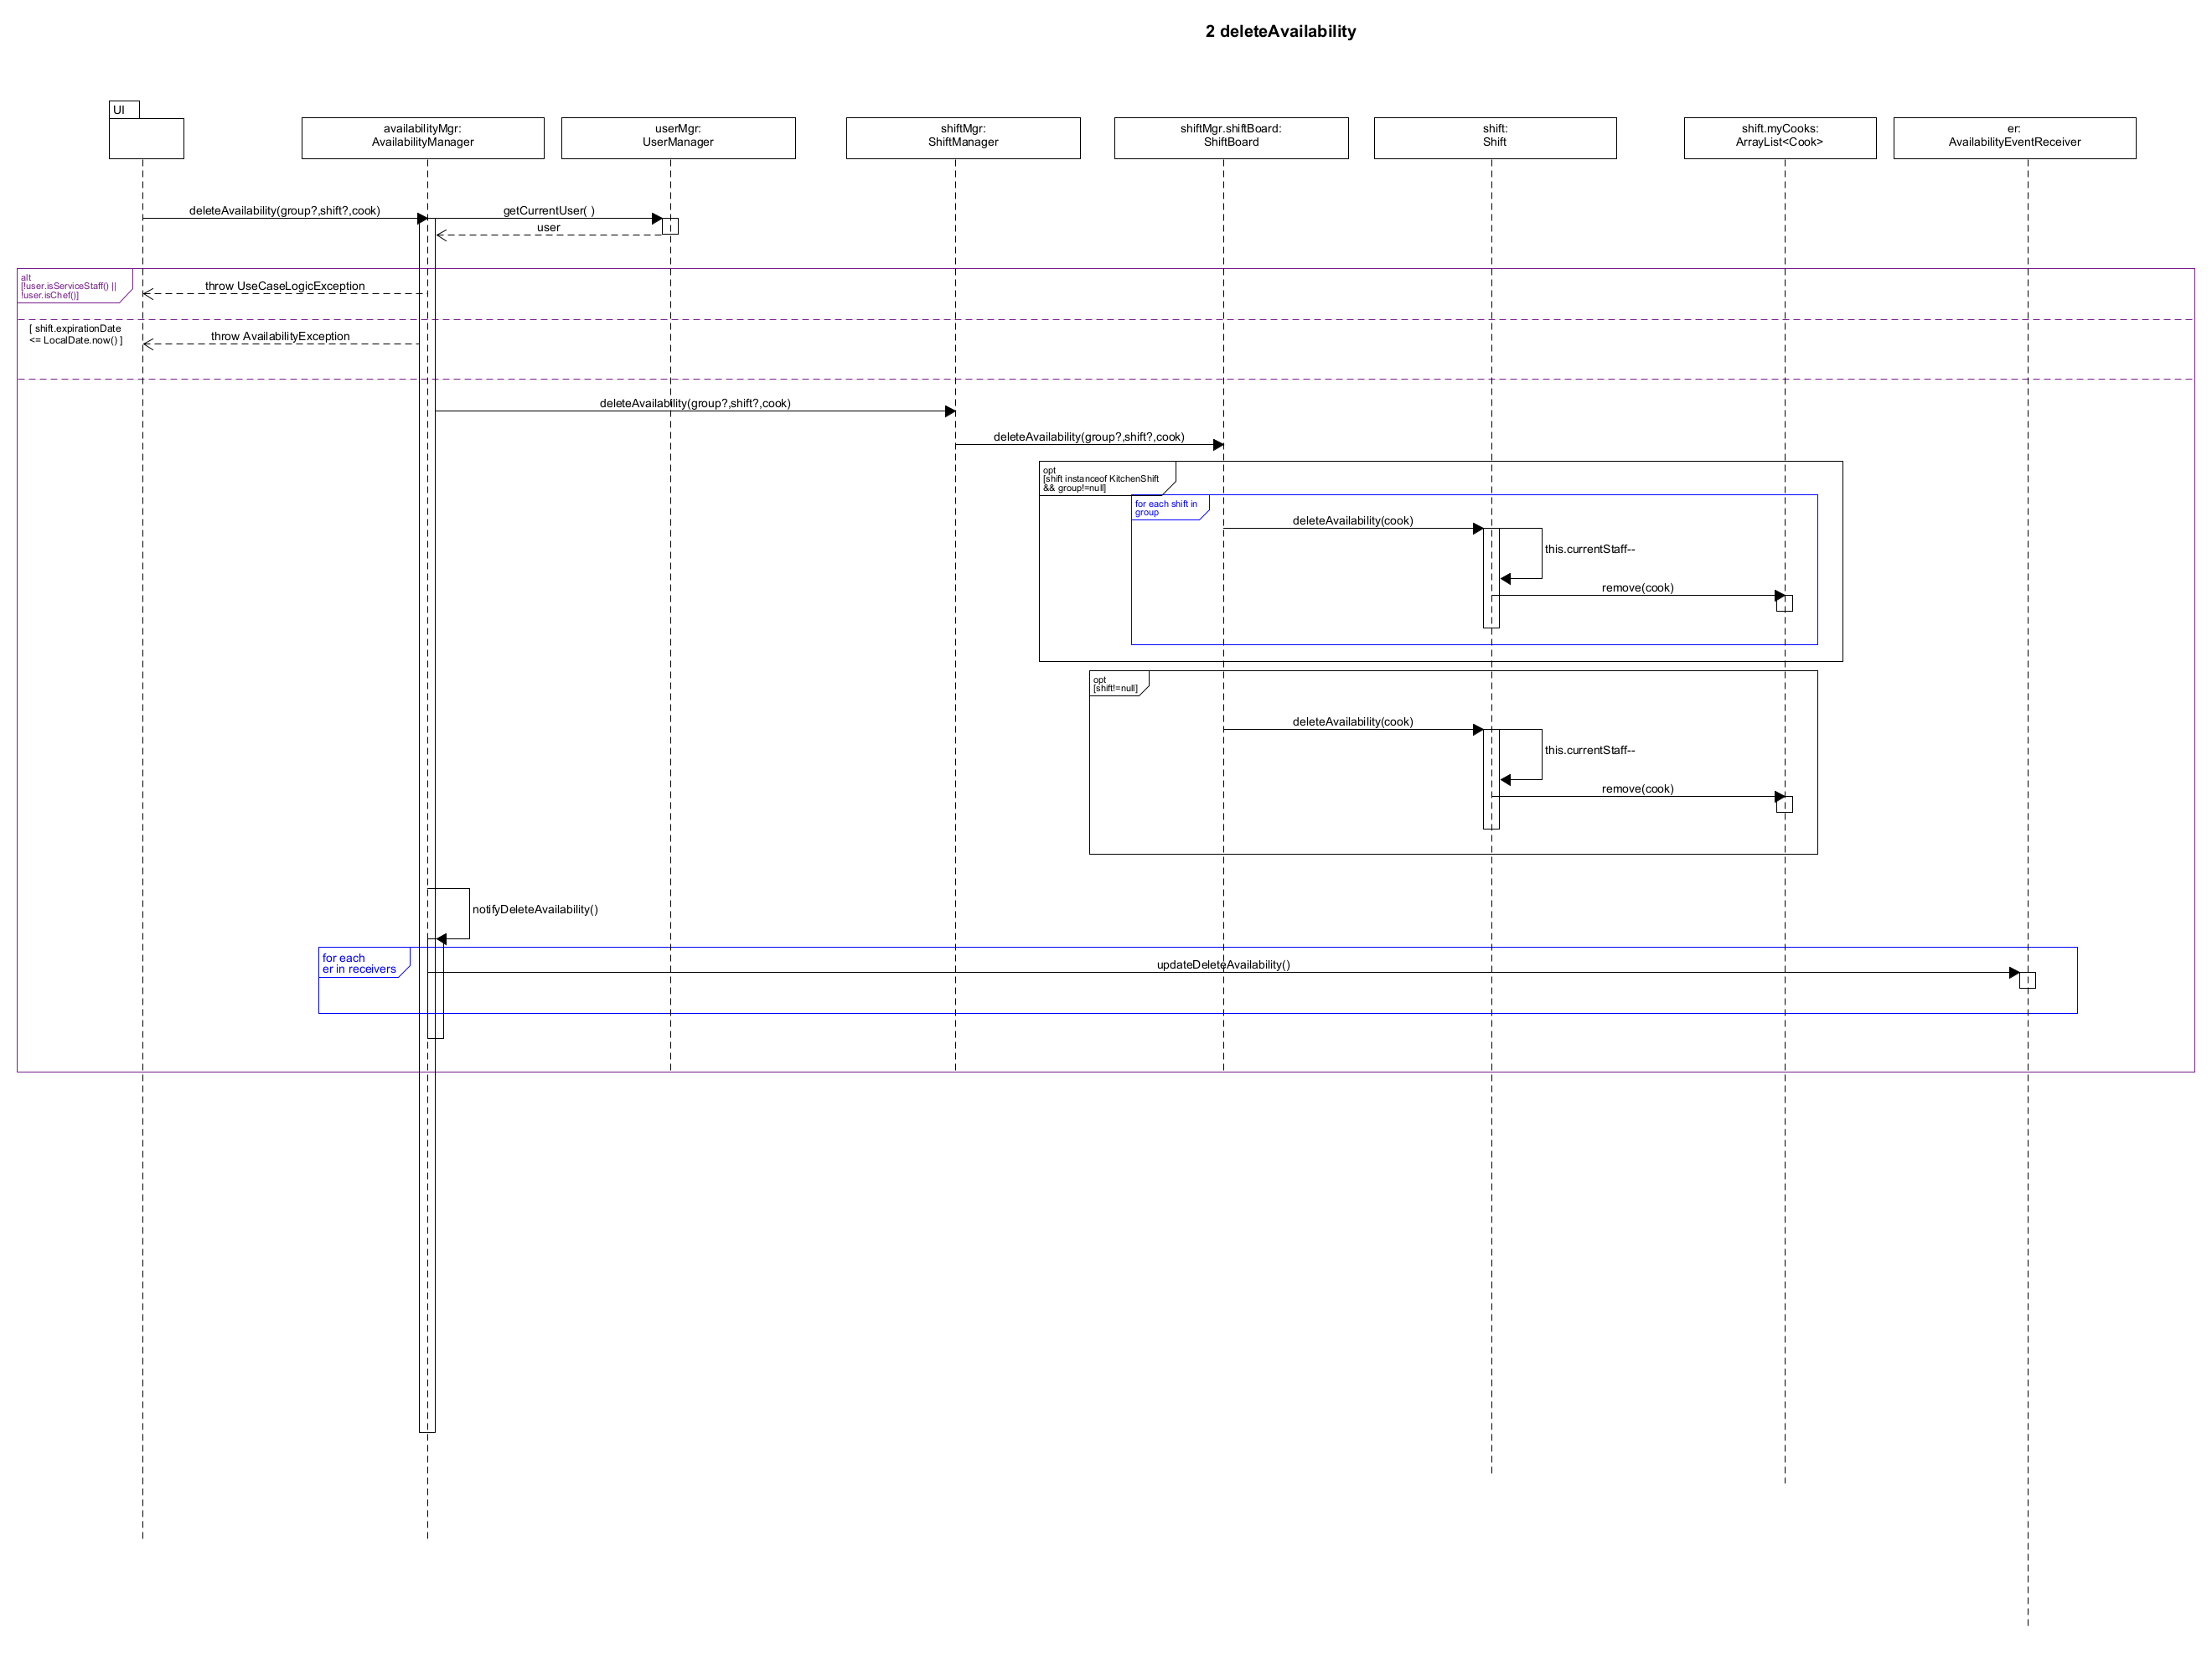 2 deleteAvailability
UI
availabilityMgr:
AvailabilityManager
userMgr:
UserManager
shiftMgr:
ShiftManager
shiftMgr.shiftBoard:
ShiftBoard
shift:
Shift
shift.myCooks:
ArrayList<Cook>
er:
AvailabilityEventReceiver
deleteAvailability(group?,shift?,cook)
getCurrentUser( )
user
alt
[!user.isServiceStaff() ||
!user.isChef()]
throw UseCaseLogicException
[ shift.expirationDate
<= LocalDate.now() ]
throw AvailabilityException
deleteAvailability(group?,shift?,cook)
deleteAvailability(group?,shift?,cook)
opt
[shift instanceof KitchenShift
&& group!=null]
for each shift in
group
deleteAvailability(cook)
this.currentStaff--
remove(cook)
opt
[shift!=null]
deleteAvailability(cook)
this.currentStaff--
remove(cook)
notifyDeleteAvailability()
for each
er in receivers
updateDeleteAvailability()